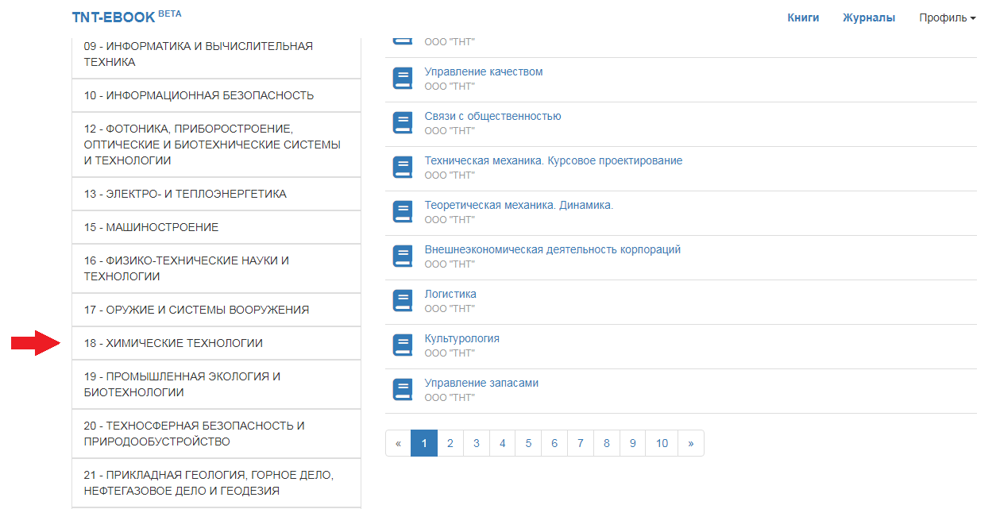 TNT-EBOOK BETA
Книги Журналы Профиль
09 - ИНФОРМАТИКА И ВЫЧИСЛИТЕЛЬНАЯ
ТЕХНИКА
10 - ИНФОРМАЦИОННАЯ БЕЗОПАСНОСТЬ
12 - ФОТОНИКА, ПРИБОРОСТРОЕНИЕ,
ОПТИЧЕСКИЕ И БИОТЕХНИЧЕСКИЕ СИСТЕМЫ
И ТЕХНОЛОГИИ
13 - ЭЛЕКТРО- И ТЕПЛОЭНЕРГЕТИКА
15 - МАШИНОСТРОЕНИЕ
16 - ФИЗИКО-ТЕХНИЧЕСКИЕ НАУКИ И
ТЕХНОЛОГИИ
17 - ОРУЖИЕ И СИСТЕМЫ ВООРУЖЕНИЯ
18 - ХИМИЧЕСКИЕ ТЕХНОЛОГИИ
19 - ПРОМЫШЛЕННАЯ ЭКОЛОГИЯ И
БИОТЕХНОЛОГИИ
20 - ТЕХНОСФЕРНАЯ БЕЗОПАСНОСТЬ И
ПРИРОДООБУСТРОЙСТВО
21 - ПРИКЛАДНАЯ ГЕОЛОГИЯ, ГОРНОЕ ДЕЛО,
НЕФТЕГАЗОВОЕ ДЕЛО И ГЕОДЕЗИЯ
ООО "ТНТ"
Управление качеством
ООО "ТНТ"
Связи с общественностью
ООО "ТНТ"
Техническая механика. Курсовое проектирование
ООО "ТНТ"
Теоретическая механика. Динамика.
ООО "ТНТ"
Внешнеэкономическая деятельность корпораций
ООО "ТНТ"
Логистика
ООО "ТНТ"
Культурология
ООО "ТНТ"
Управление запасами
ООО "ТНТ"
« 1 2 3 4 5 6 7 8 9 10 »